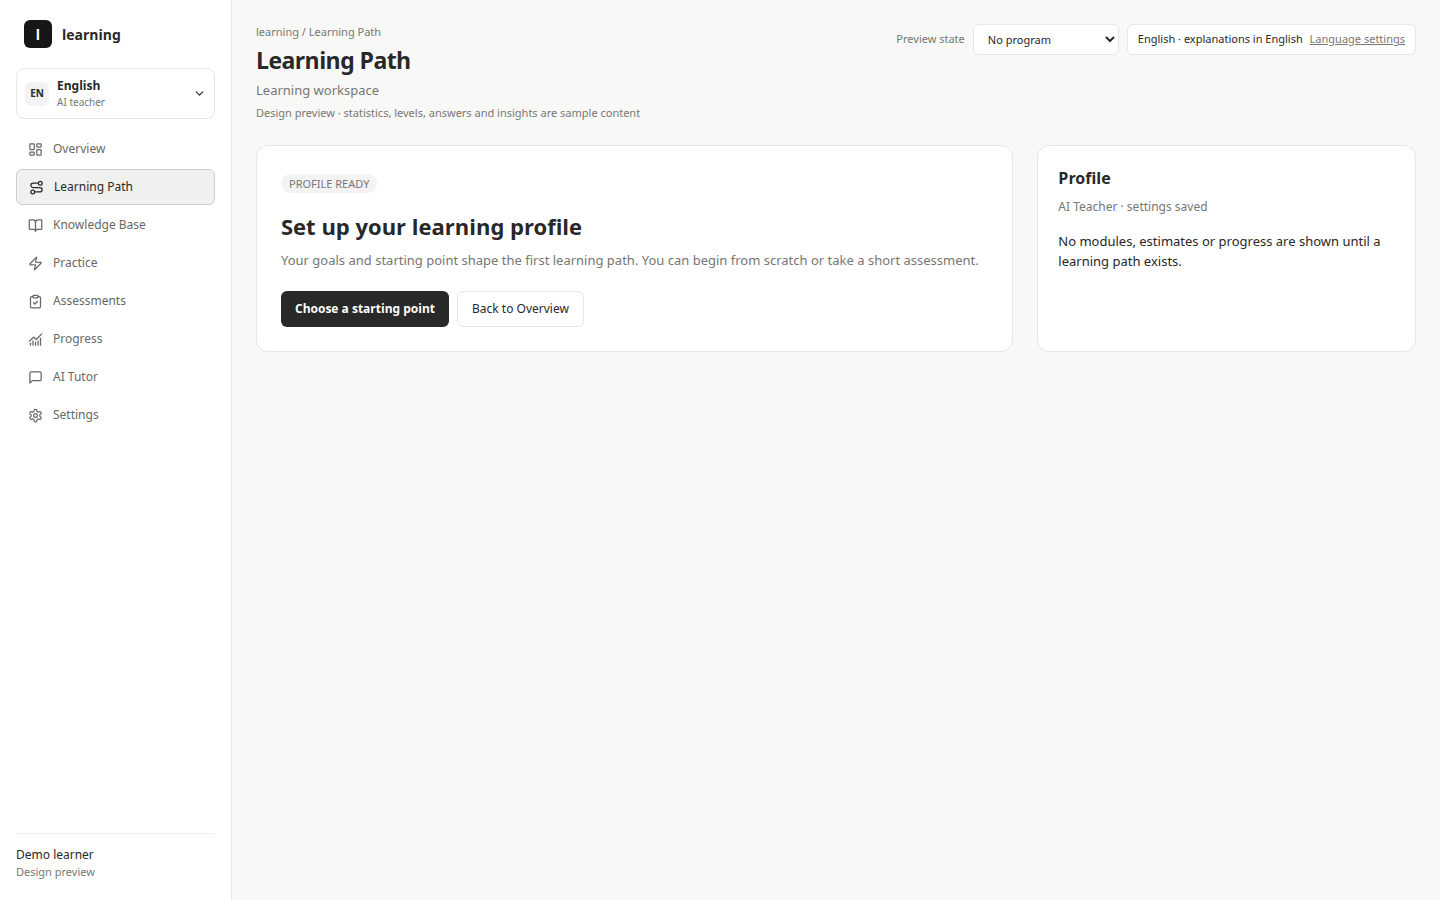 l learning
EN English
AI teacher
Overview
Learning Path
Knowledge Base
Practice
Assessments
Progress
AI Tutor
Settings
Demo learner
Design preview
learning / Learning Path
Learning Path
Learning workspace
Design preview · statistics, levels, answers and insights are sample content
Preview state No program English · explanations in English Language settings
PROFILE READY
Set up your learning profile
Your goals and starting point shape the first learning path. You can begin from scratch or take a short assessment.
Choose a starting point Back to Overview
Profile
AI Teacher · settings saved
No modules, estimates or progress are shown until a
learning path exists.